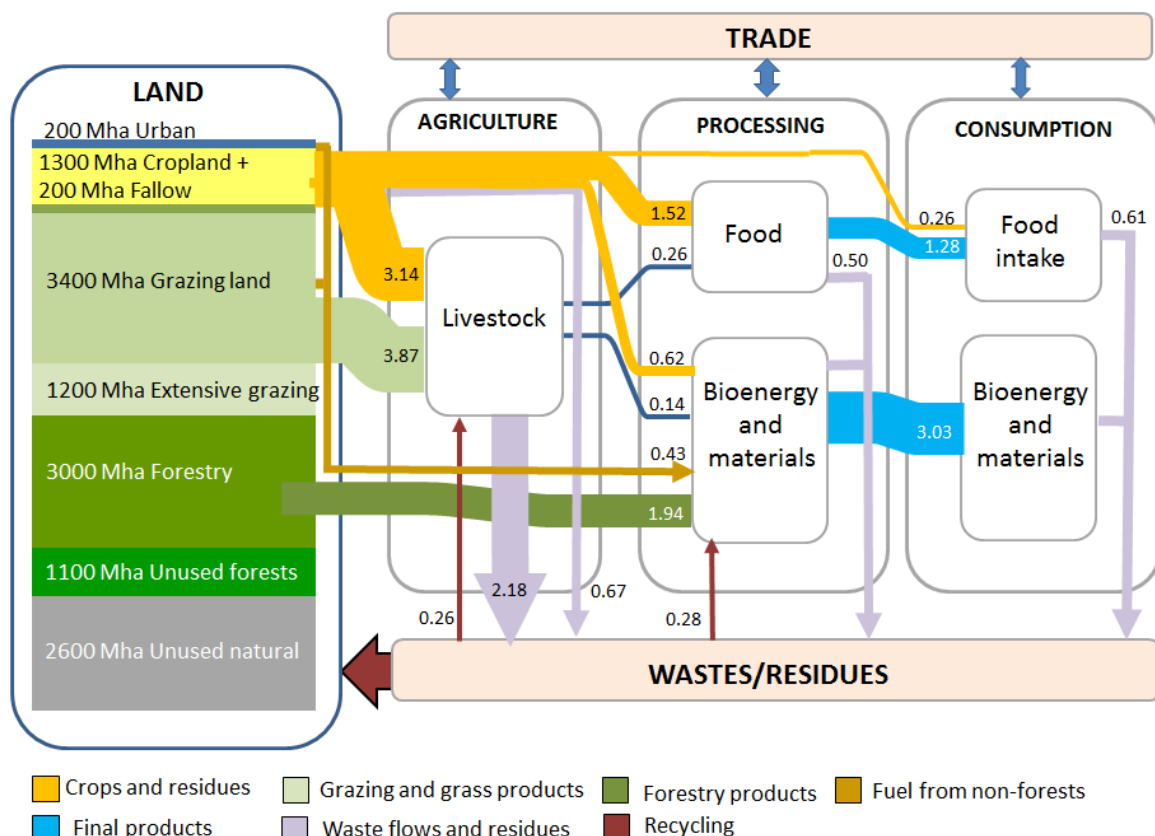 TRADE
LAND
AGRICULTURE
PROCESSING
CONSUMPTION
200 Mha Urban
1300 Mha Cropland +
200 Mha Fallow
3400 Mha Grazing land
1200 Mha Extensive grazing
3000 Mha Forestry
1100 Mha Unused forests
2600 Mha Unused natural
3.14
3.87
Livestock
2.18
0.67
0.26
1.52
0.26
Food
0.50
0.62
0.14
0.43
1.94
Bioenergy
and
materials
0.28
0.26
1.28
Food
intake
0.61
3.03
Bioenergy
and
materials
WASTES/RESIDUES
Crops and residues
Grazing and grass products
Forestry products
Fuel from non-forests
Final products
Waste flows and residues
Recycling